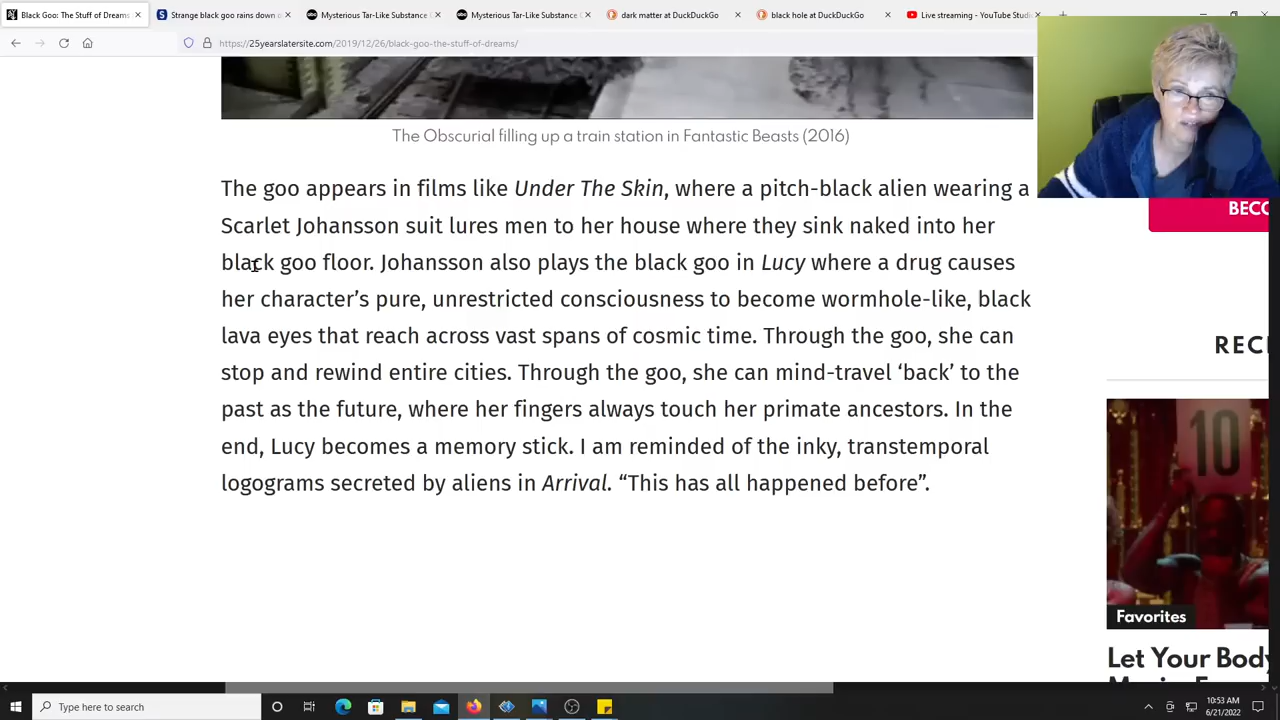 Black Goo: The Stuff of Dreams
Strange black goo rains down o
Mysterious Tar-Like Substance
Mysterious Tar-Like Substance
dark matter at DuckDuckGo
black hole at DuckDuckGo
Live streaming - YouTube Studi
https://25yearslatersite.com/2019/12/26/black-goo-the-stuff-of-dreams/
The Obscurial filling up a train station in Fantastic Beasts (2016)
The goo appears in films like Under The Skin, where a pitch-black alien wearing a
Scarlet Johansson suit lures men to her house where they sink naked into her
black goo floor. Johansson also plays the black goo in Lucy where a drug causes
her character’s pure, unrestricted consciousness to become wormhole-like, black
lava eyes that reach across vast spans of cosmic time. Through the goo, she can
stop and rewind entire cities. Through the goo, she can mind-travel ‘back’ to the
past as the future, where her fingers always touch her primate ancestors. In the
end, Lucy becomes a memory stick. I am reminded of the inky, transtemporal
logograms secreted by aliens in Arrival. “This has all happened before”.
BECO
REC
10
Favorites
Let Your Body
Type here to search
10:53 AM
6/21/2022